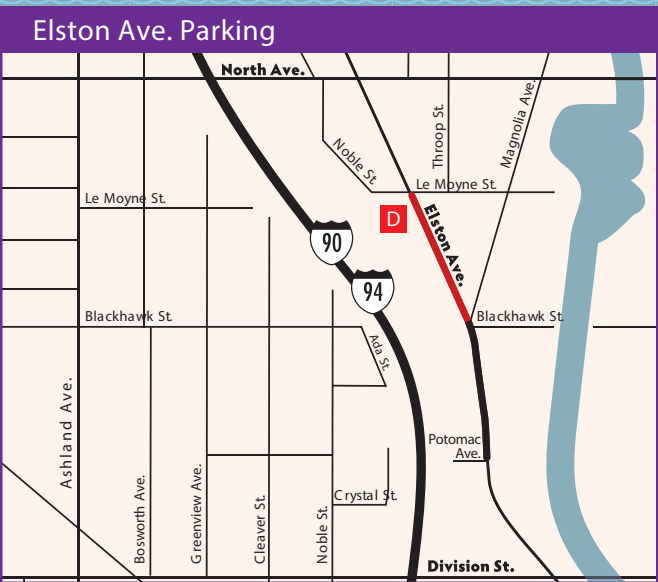 Elston Ave. Parking
North Ave.
Throop St.
Magnolia Ave.
Noble St.
Le Moyne St.
Le Moyne St.
D
Elston Ave.
90
94
Blackhawk St.
Blackhawk St.
Ada St.
Ashland Ave.
Potomac
Ave.
Bosworth Ave.
Greenview Ave.
Cleaver St.
Noble St.
Crystal St.
Division St.